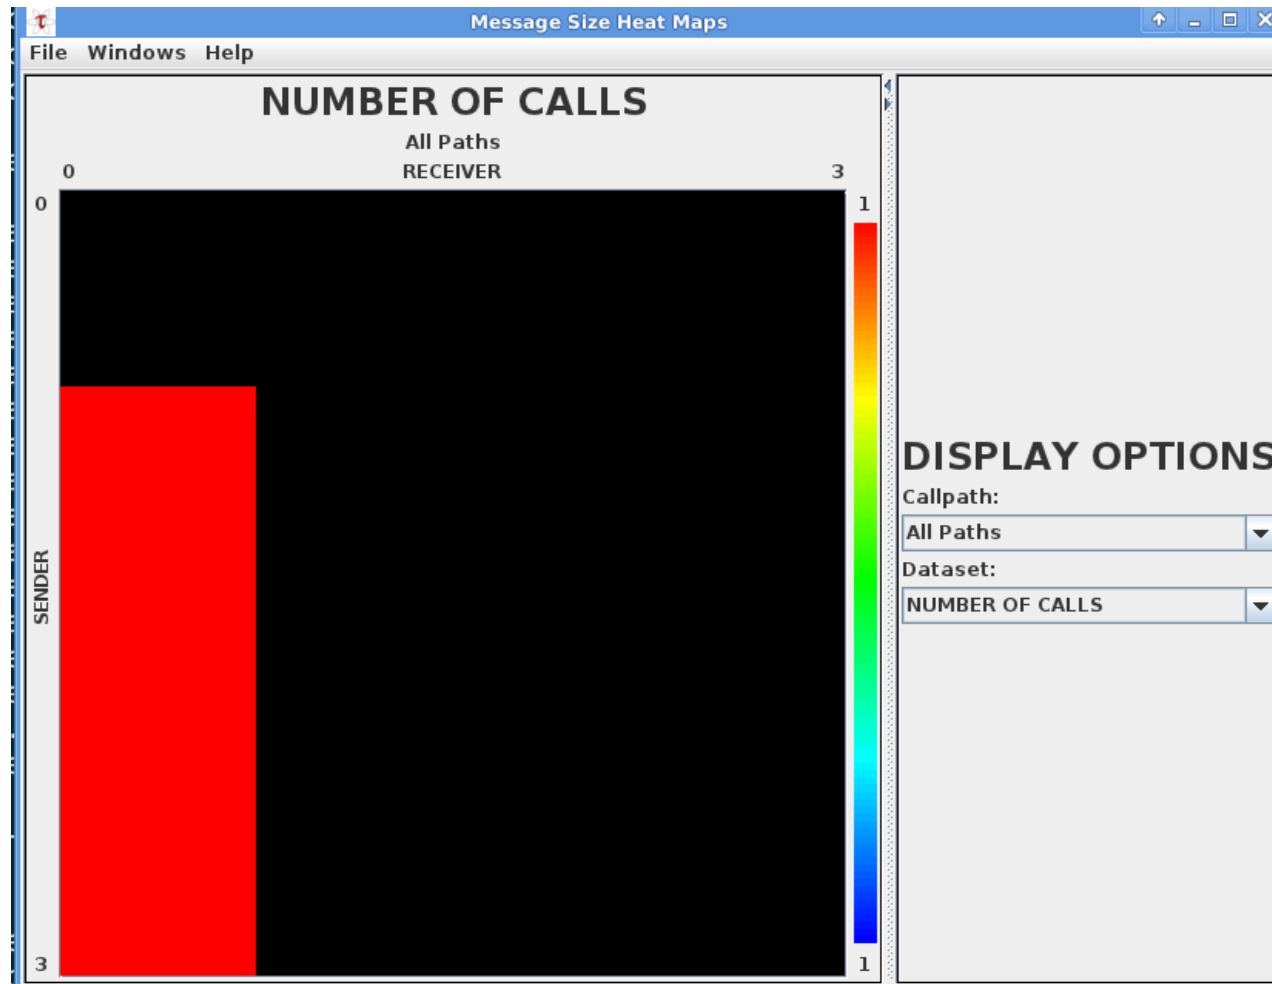 τ Message Size Heat Maps
File Windows Help
NUMBER OF CALLS
All Paths
0 RECEIVER 3
0
1
SENDER
3
1
DISPLAY OPTIONS
Callpath:
All Paths
Dataset:
NUMBER OF CALLS